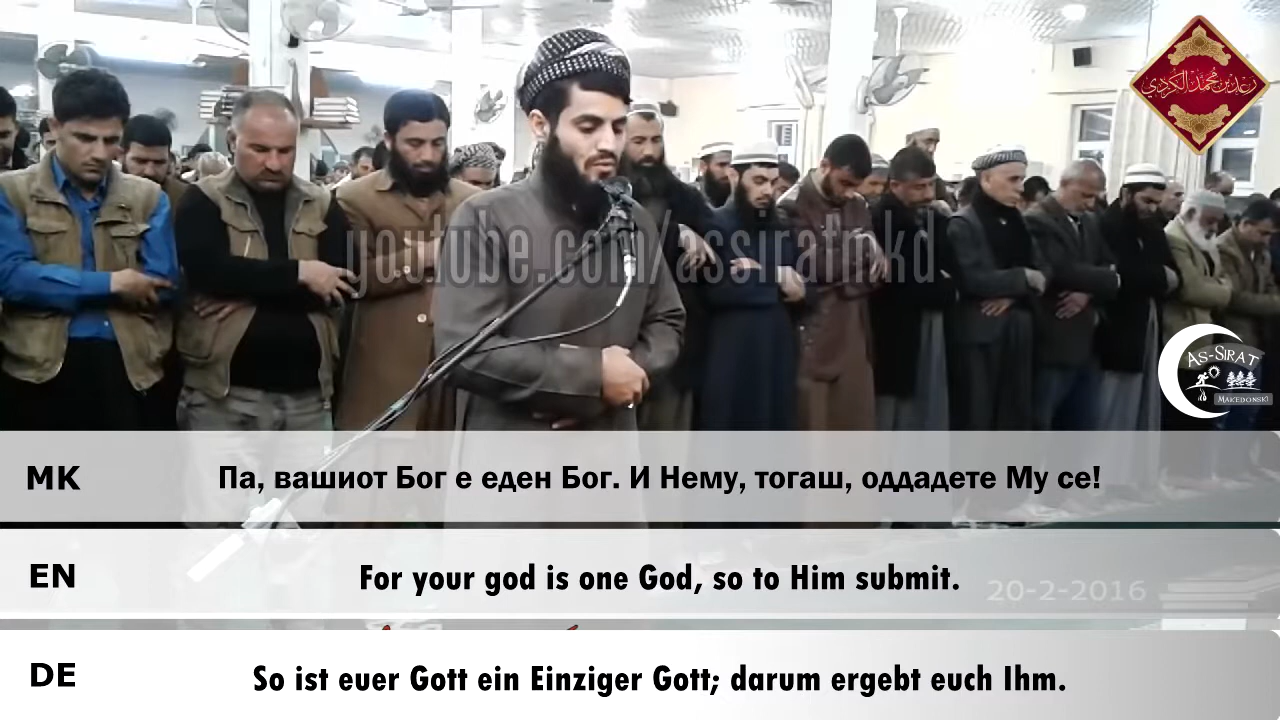 رعد بن محمد الكردي
youtube.com/assiratmkd
AS-SIRAT
MAKEDONSKI
MK
Па, вашиот Бог е еден Бог. И Нему, тогаш, оддадете Му се!
EN
For your god is one God, so to Him submit.
20-2-2016
DE
So ist euer Gott ein Einziger Gott; darum ergebt euch Ihm.